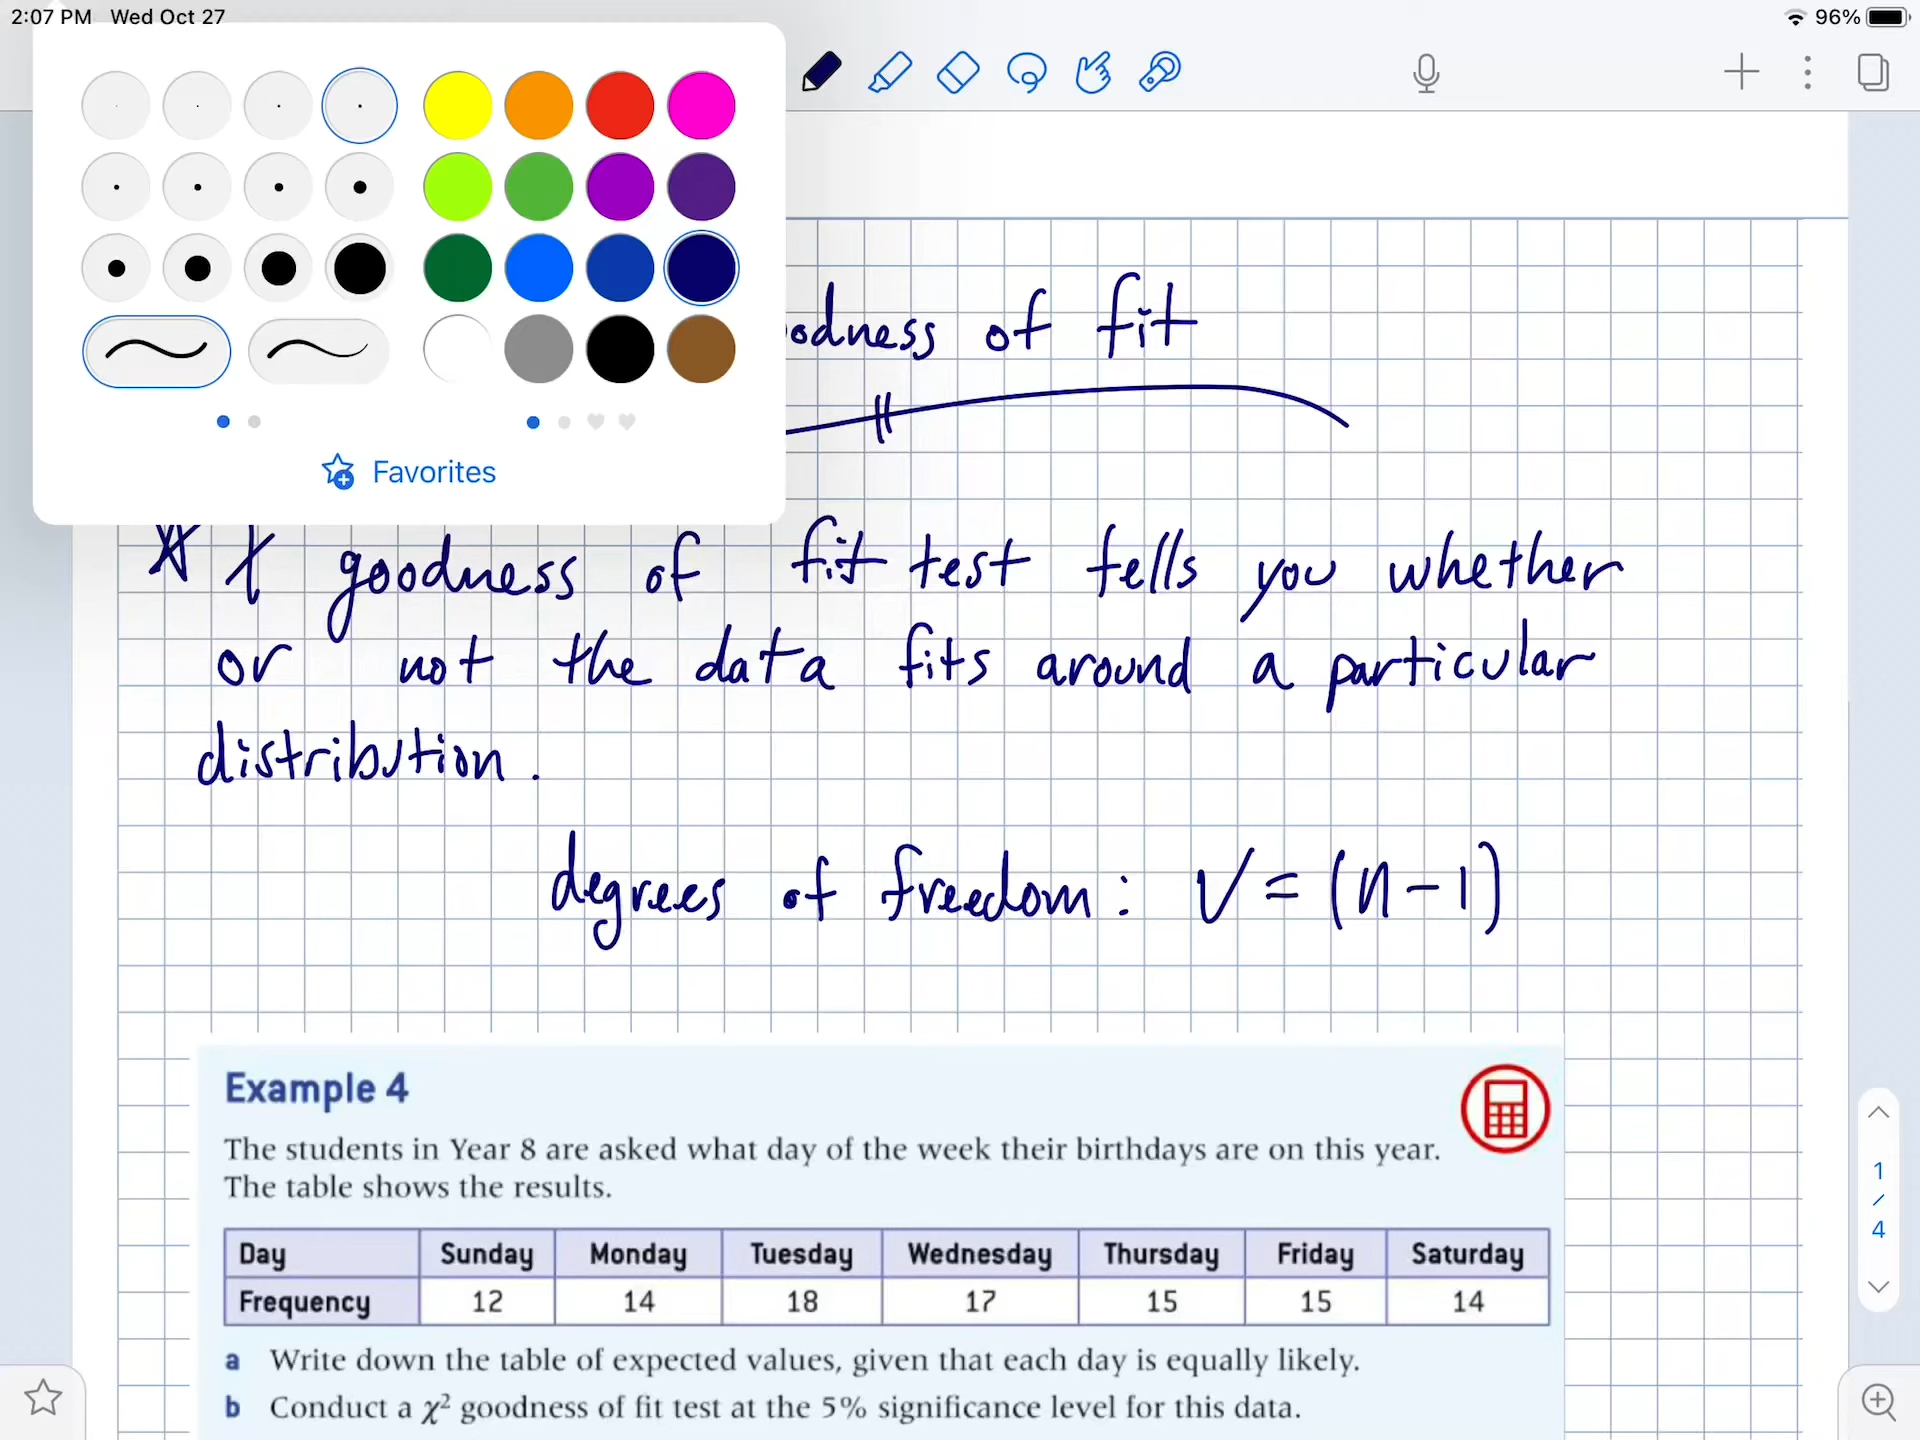 2:07 PM Wed Oct 27
96%
Favorites
odness of fit
goodness of fit test tells you whether
or not the data fits around a particular
distribution.
degrees of freedom: V = (n-1)
Example 4
The students in Year 8 are asked what day of the week their birthdays are on this year.
The table shows the results.
Day Sunday Monday Tuesday Wednesday Thursday Friday Saturday
Frequency 12 14 18 17 15 15 14
a Write down the table of expected values, given that each day is equally likely.
b Conduct a χ² goodness of fit test at the 5% significance level for this data.
1
/
4